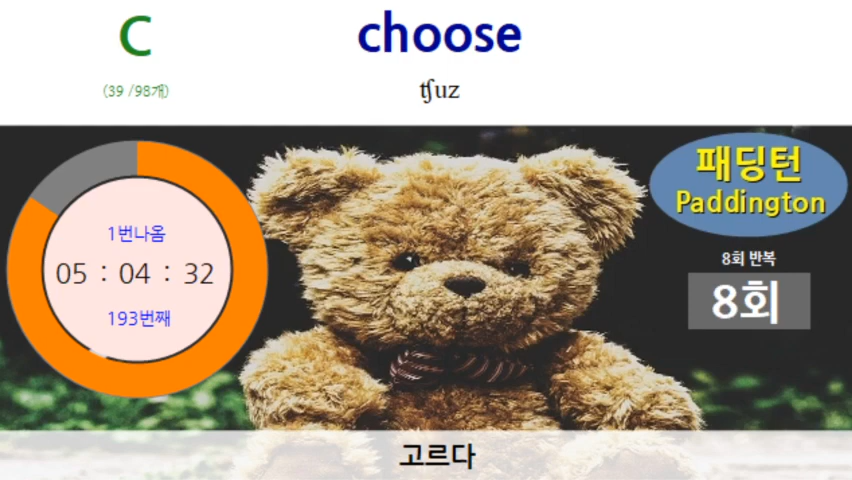 C
(39 /98개)
choose
ʧuz
패딩턴
Paddington
1번나옴
05 : 04 : 32
193번째
8회 반복
8회
고르다